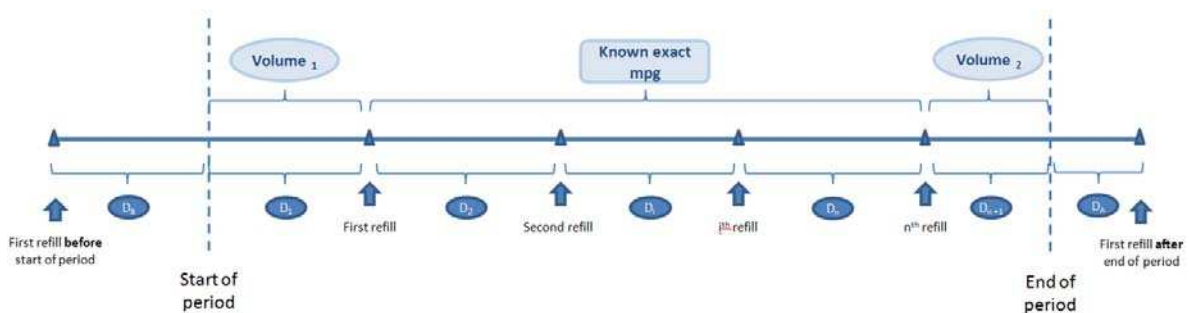 Volume 1
Known exact
mpg
Volume 2
D1
D2
Di
Dn
Dn+1
DA
First refill before
start of period
First refill
Second refill
ith refill
nth refill
First refill after
end of period
Start of
period
End of
period